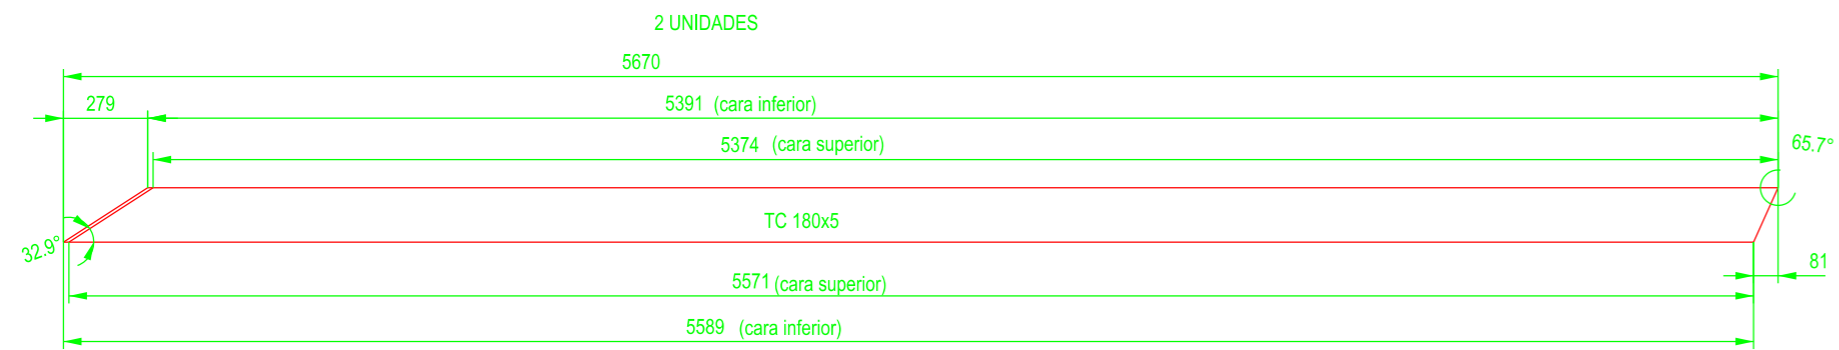 2 UNIDADES
5670
279
5391 (cara inferior)
5374 (cara superior)
65.7°
TC 180x5
32.9°
81
5571 (cara superior)
5589 (cara inferior)